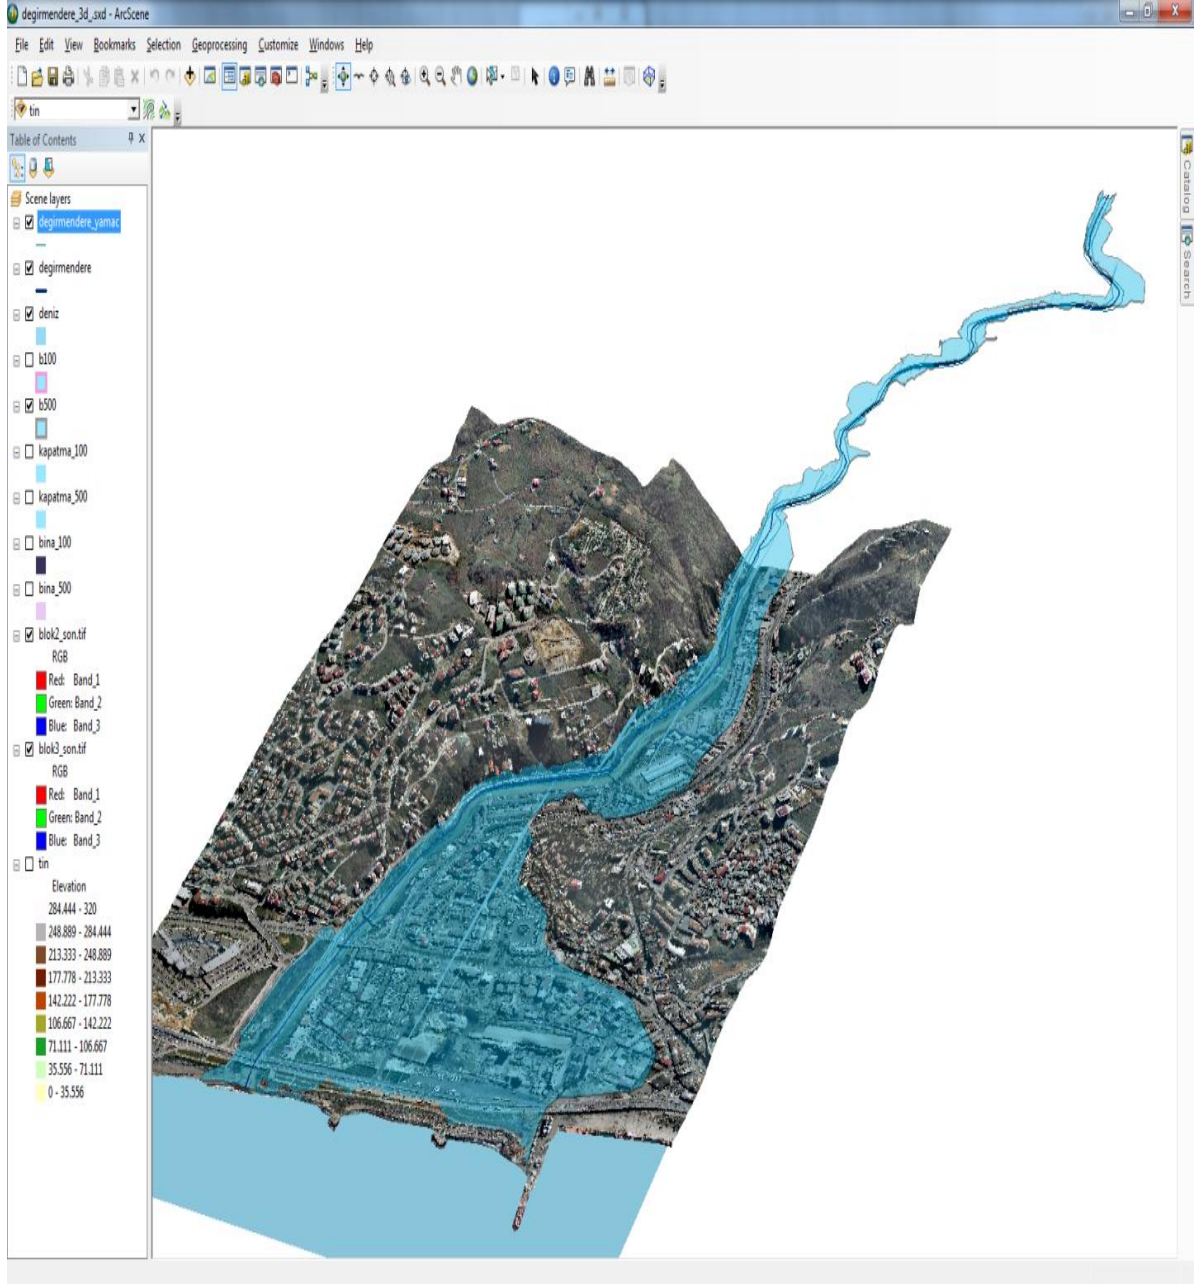 degirmendere_3d_.sxd - ArcScene
File Edit View Bookmarks Selection Geoprocessing Customize Windows Help
tin
Table of Contents
Scene layers
degirmendere_yamac
degirmendere
deniz
b100
b500
kapatma_100
kapatma_500
bina_100
bina_500
blok2_son.tif
RGB
Red: Band_1
Green: Band_2
Blue: Band_3
blok3_son.tif
RGB
Red: Band_1
Green: Band_2
Blue: Band_3
tin
Elevation
284.444 - 320
248.889 - 284.444
213.333 - 248.889
177.778 - 213.333
142.222 - 177.778
106.667 - 142.222
71.111 - 106.667
35.556 - 71.111
0 - 35.556
Catalog
Search